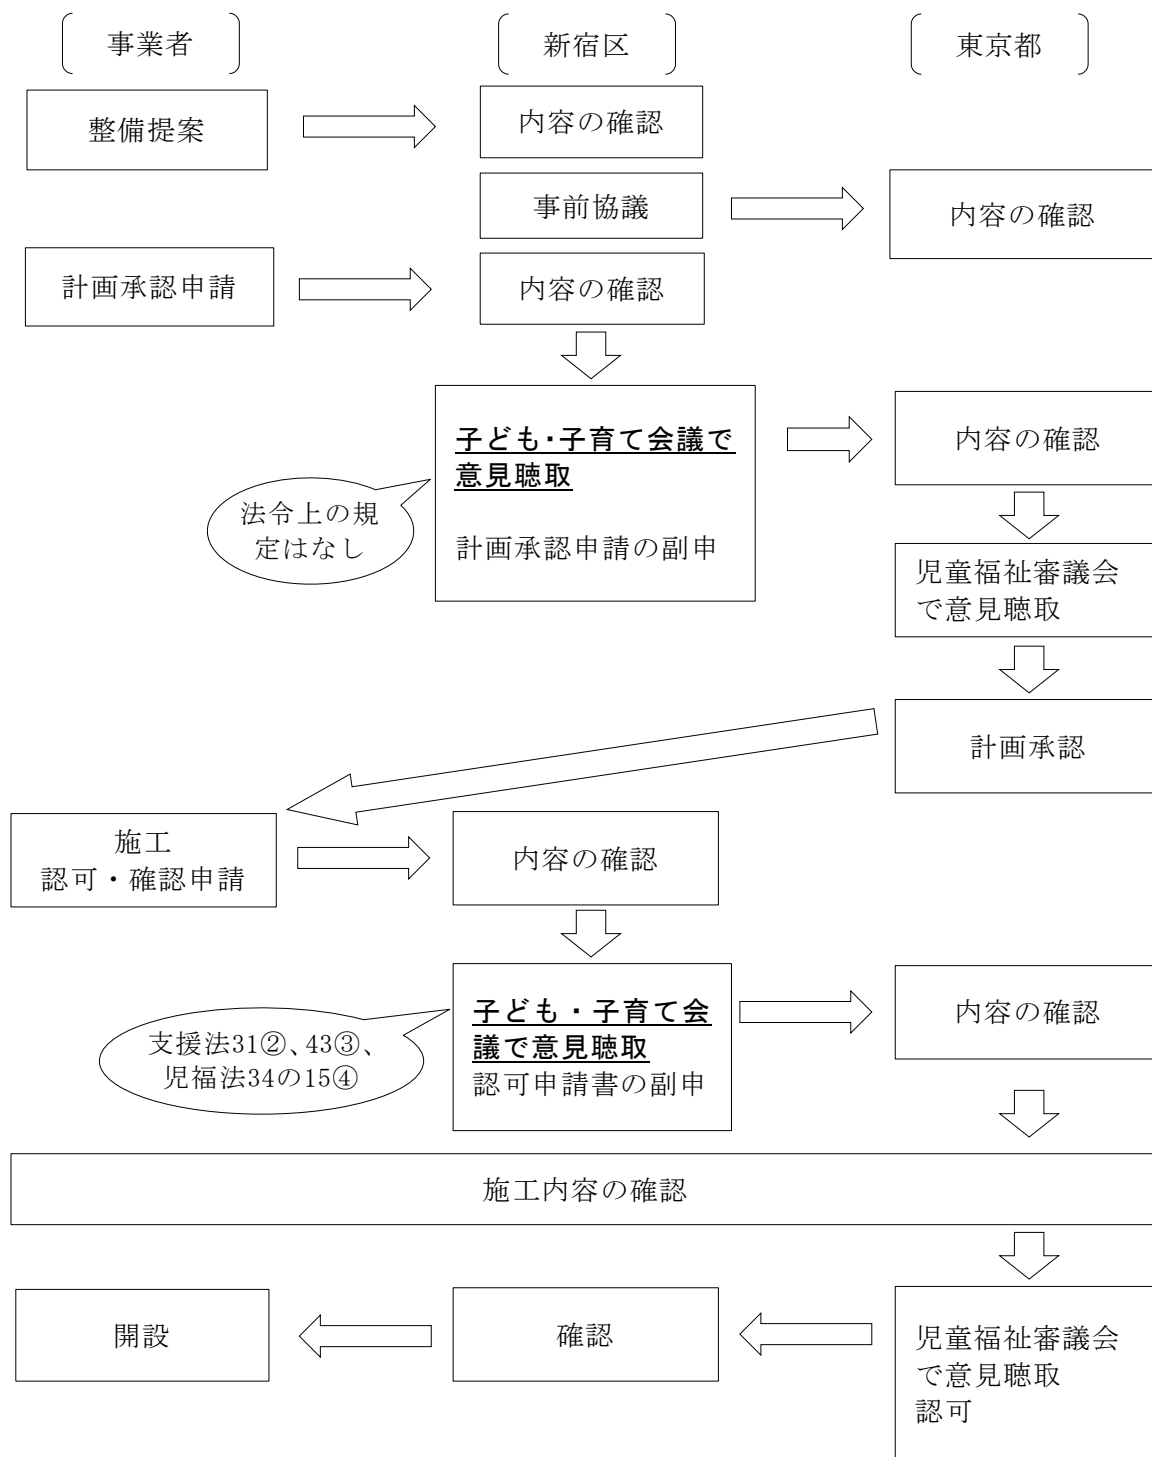 事業者
新宿区
東京都
整備提案
内容の確認
事前協議
内容の確認
計画承認申請
内容の確認
子ども・子育て会議で
意見聴取
計画承認申請の副申
法令上の規
定はなし
内容の確認
児童福祉審議会
で意見聴取
計画承認
施工
認可・確認申請
内容の確認
子ども・子育て会
議で意見聴取
認可申請書の副申
支援法31②、43③、
児福法34の15④
内容の確認
施工内容の確認
開設
確認
児童福祉審議会
で意見聴取
認可